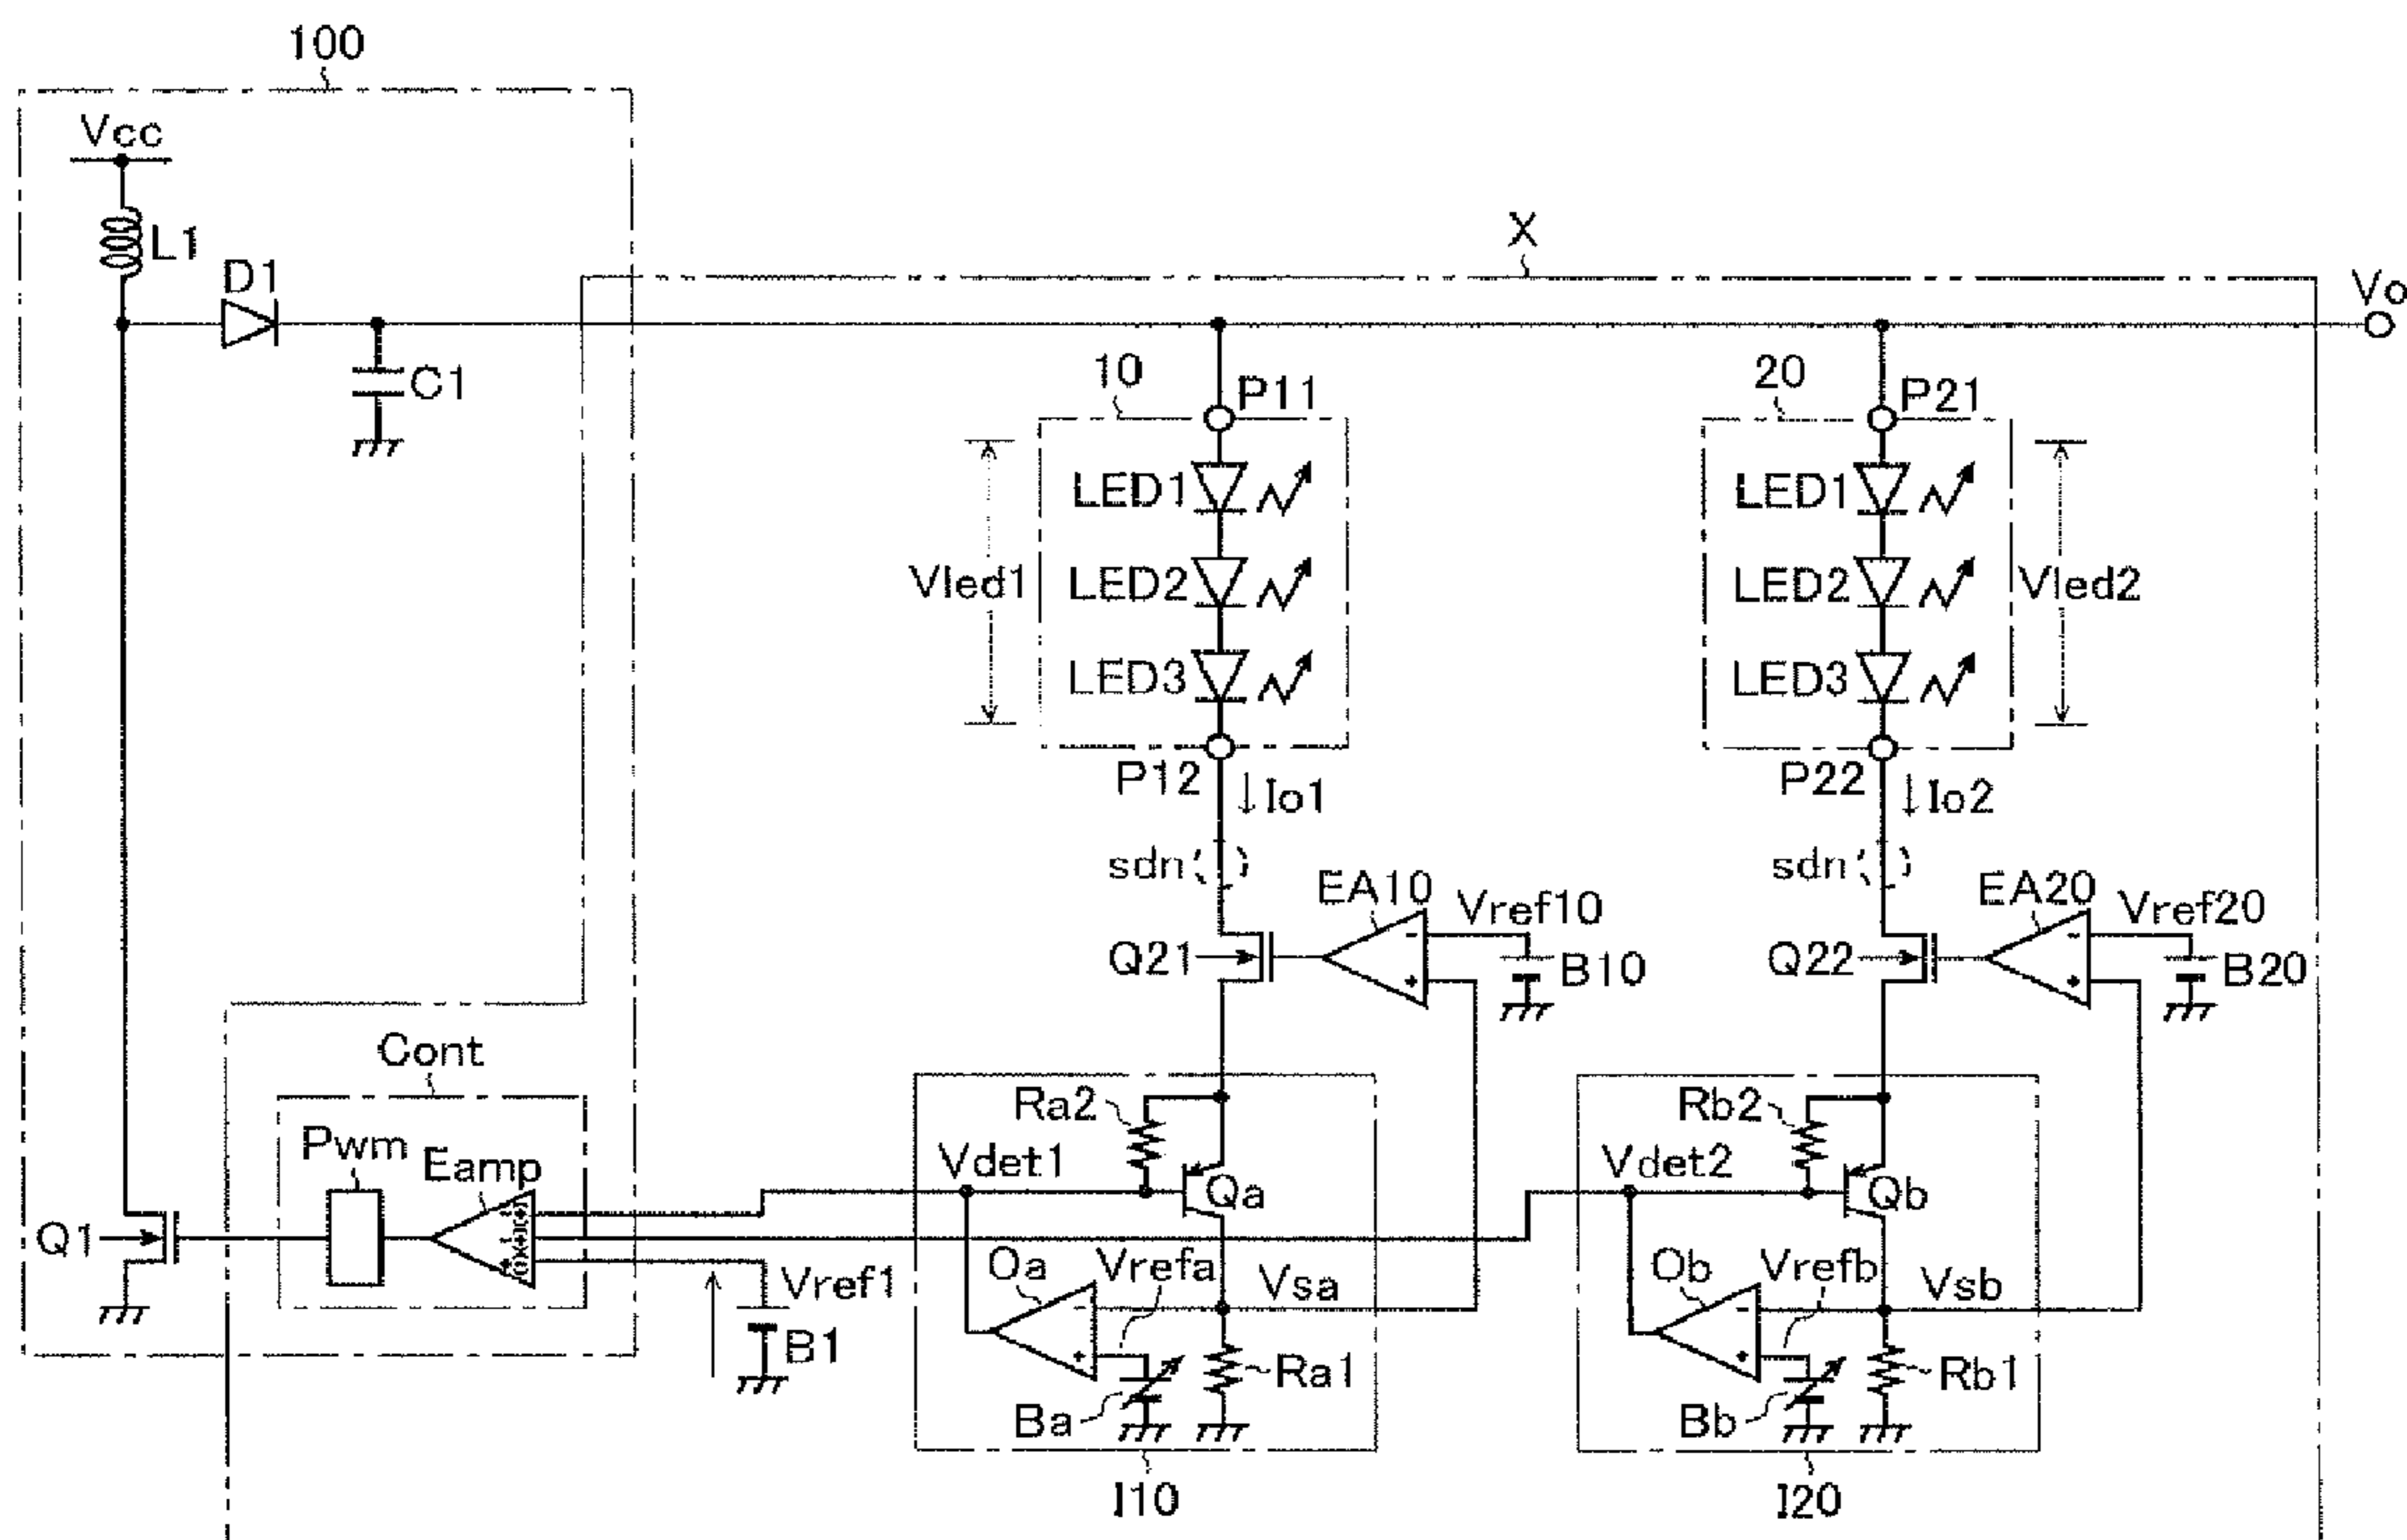 100
Vcc
L1
D1
C1
X
Vo
10
P11
LED1
LED2
LED3
Vled1
P12
Io1
sdn
20
P21
LED1
LED2
LED3
Vled2
P22
Io2
sdn
EA10
Vref10
-
+
Q21
B10
EA20
Vref20
-
+
Q22
B20
Cont
Pwm
Eamp
Q1
Vref1
B1
Ra2
Vdet1
Qa
Oa
Vrefa
Vsa
-
+
Ra1
Ba
I10
Rb2
Vdet2
Qb
Ob
Vrefb
Vsb
-
+
Rb1
Bb
I20